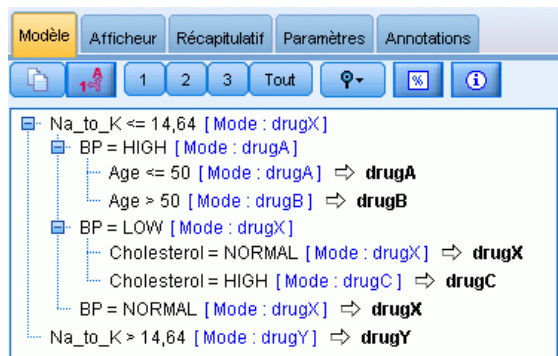 Modèle Afficheur Récapitulatif Paramètres Annotations
1 A 1 2 3 Tout % i
Na_to_K <= 14,64 [ Mode : drugX ]
BP = HIGH [ Mode : drugA ]
Age <= 50 [ Mode : drugA ] ⇨ drugA
Age > 50 [ Mode : drugB ] ⇨ drugB
BP = LOW [ Mode : drugX ]
Cholesterol = NORMAL [ Mode : drugX ] ⇨ drugX
Cholesterol = HIGH [ Mode : drugC ] ⇨ drugC
BP = NORMAL [ Mode : drugX ] ⇨ drugX
Na_to_K > 14,64 [ Mode : drugY ] ⇨ drugY